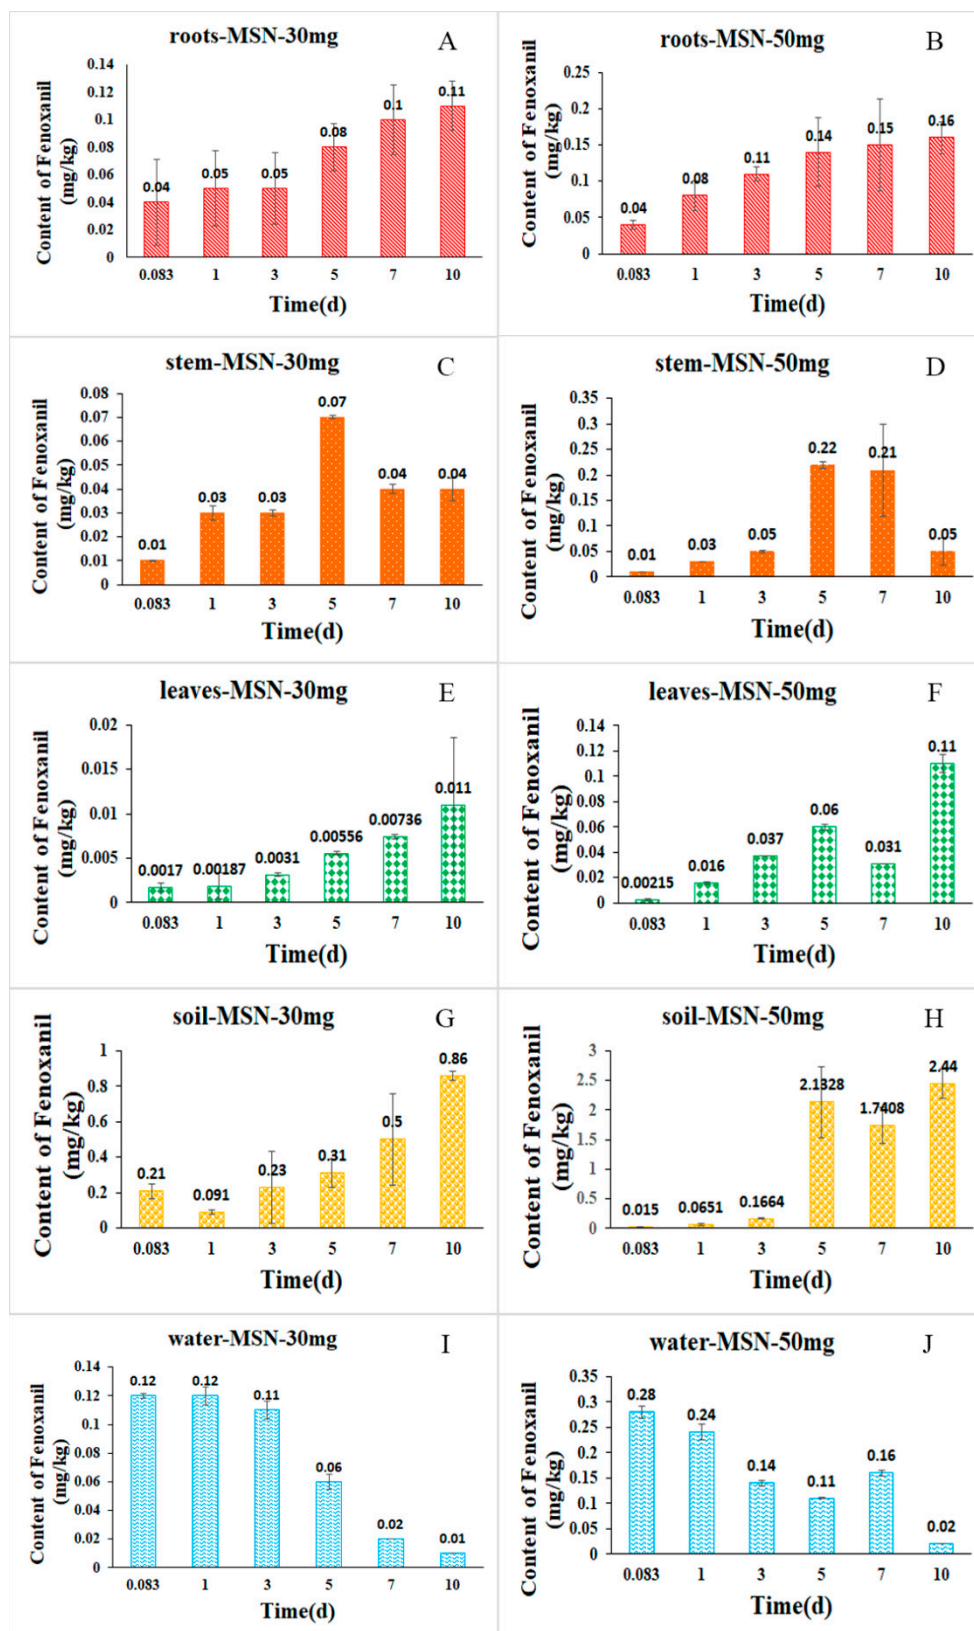 roots-MSN-30mg
A
Content of Fenoxanil
(mg/kg)
0.14
0.12
0.1
0.08
0.06
0.04
0.02
0
0.04
0.05
0.05
0.08
0.1
0.11
0.083 1 3 5 7 10
Time(d)
roots-MSN-50mg
B
Content of Fenoxanil
(mg/kg)
0.25
0.2
0.15
0.1
0.05
0
0.04
0.08
0.11
0.14
0.15
0.16
0.083 1 3 5 7 10
Time(d)
stem-MSN-30mg
C
Content of Fenoxanil
(mg/kg)
0.08
0.07
0.06
0.05
0.04
0.03
0.02
0.01
0
0.01
0.03
0.03
0.07
0.04
0.04
0.083 1 3 5 7 10
Time(d)
stem-MSN-50mg
D
Content of Fenoxanil
(mg/kg)
0.35
0.3
0.25
0.2
0.15
0.1
0.05
0
0.01
0.03
0.05
0.22
0.21
0.05
0.083 1 3 5 7 10
Time(d)
leaves-MSN-30mg
E
Content of Fenoxanil
(mg/kg)
0.02
0.015
0.01
0.005
0
0.0017
0.00187
0.0031
0.00556
0.00736
0.011
0.083 1 3 5 7 10
Time(d)
leaves-MSN-50mg
F
Content of Fenoxanil
(mg/kg)
0.14
0.12
0.1
0.08
0.06
0.04
0.02
0
0.00215
0.016
0.037
0.06
0.031
0.11
0.083 1 3 5 7 10
Time(d)
soil-MSN-30mg
G
Content of Fenoxanil
(mg/kg)
1
0.8
0.6
0.4
0.2
0
0.21
0.091
0.23
0.31
0.5
0.86
0.083 1 3 5 7 10
Time(d)
soil-MSN-50mg
H
Content of Fenoxanil
(mg/kg)
3
2.5
2
1.5
1
0.5
0
0.015
0.0651
0.1664
2.1328
1.7408
2.44
0.083 1 3 5 7 10
Time(d)
water-MSN-30mg
I
Content of Fenoxanil
(mg/kg)
0.14
0.12
0.1
0.08
0.06
0.04
0.02
0
0.12
0.12
0.11
0.06
0.02
0.01
0.083 1 3 5 7 10
Time(d)
water-MSN-50mg
J
Content of Fenoxanil
(mg/kg)
0.35
0.3
0.25
0.2
0.15
0.1
0.05
0
0.28
0.24
0.14
0.11
0.16
0.02
0.083 1 3 5 7 10
Time(d)